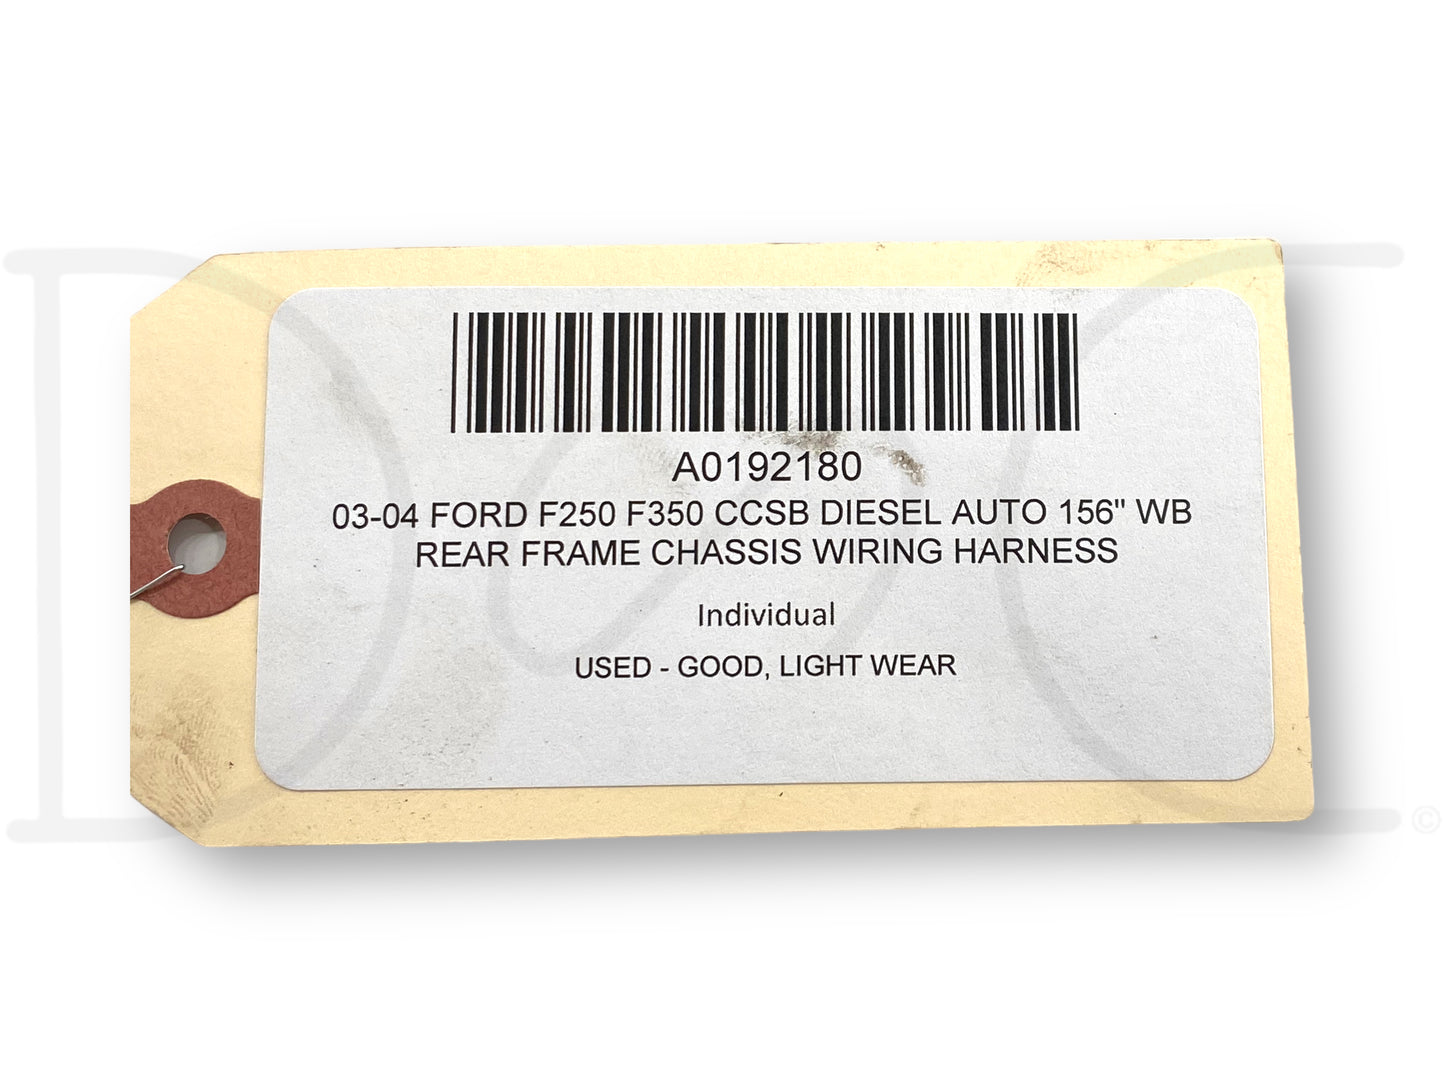 A0192180
03-04 FORD F250 F350 CCSB DIESEL AUTO 156" WB
REAR FRAME CHASSIS WIRING HARNESS
Individual
USED - GOOD, LIGHT WEAR
©